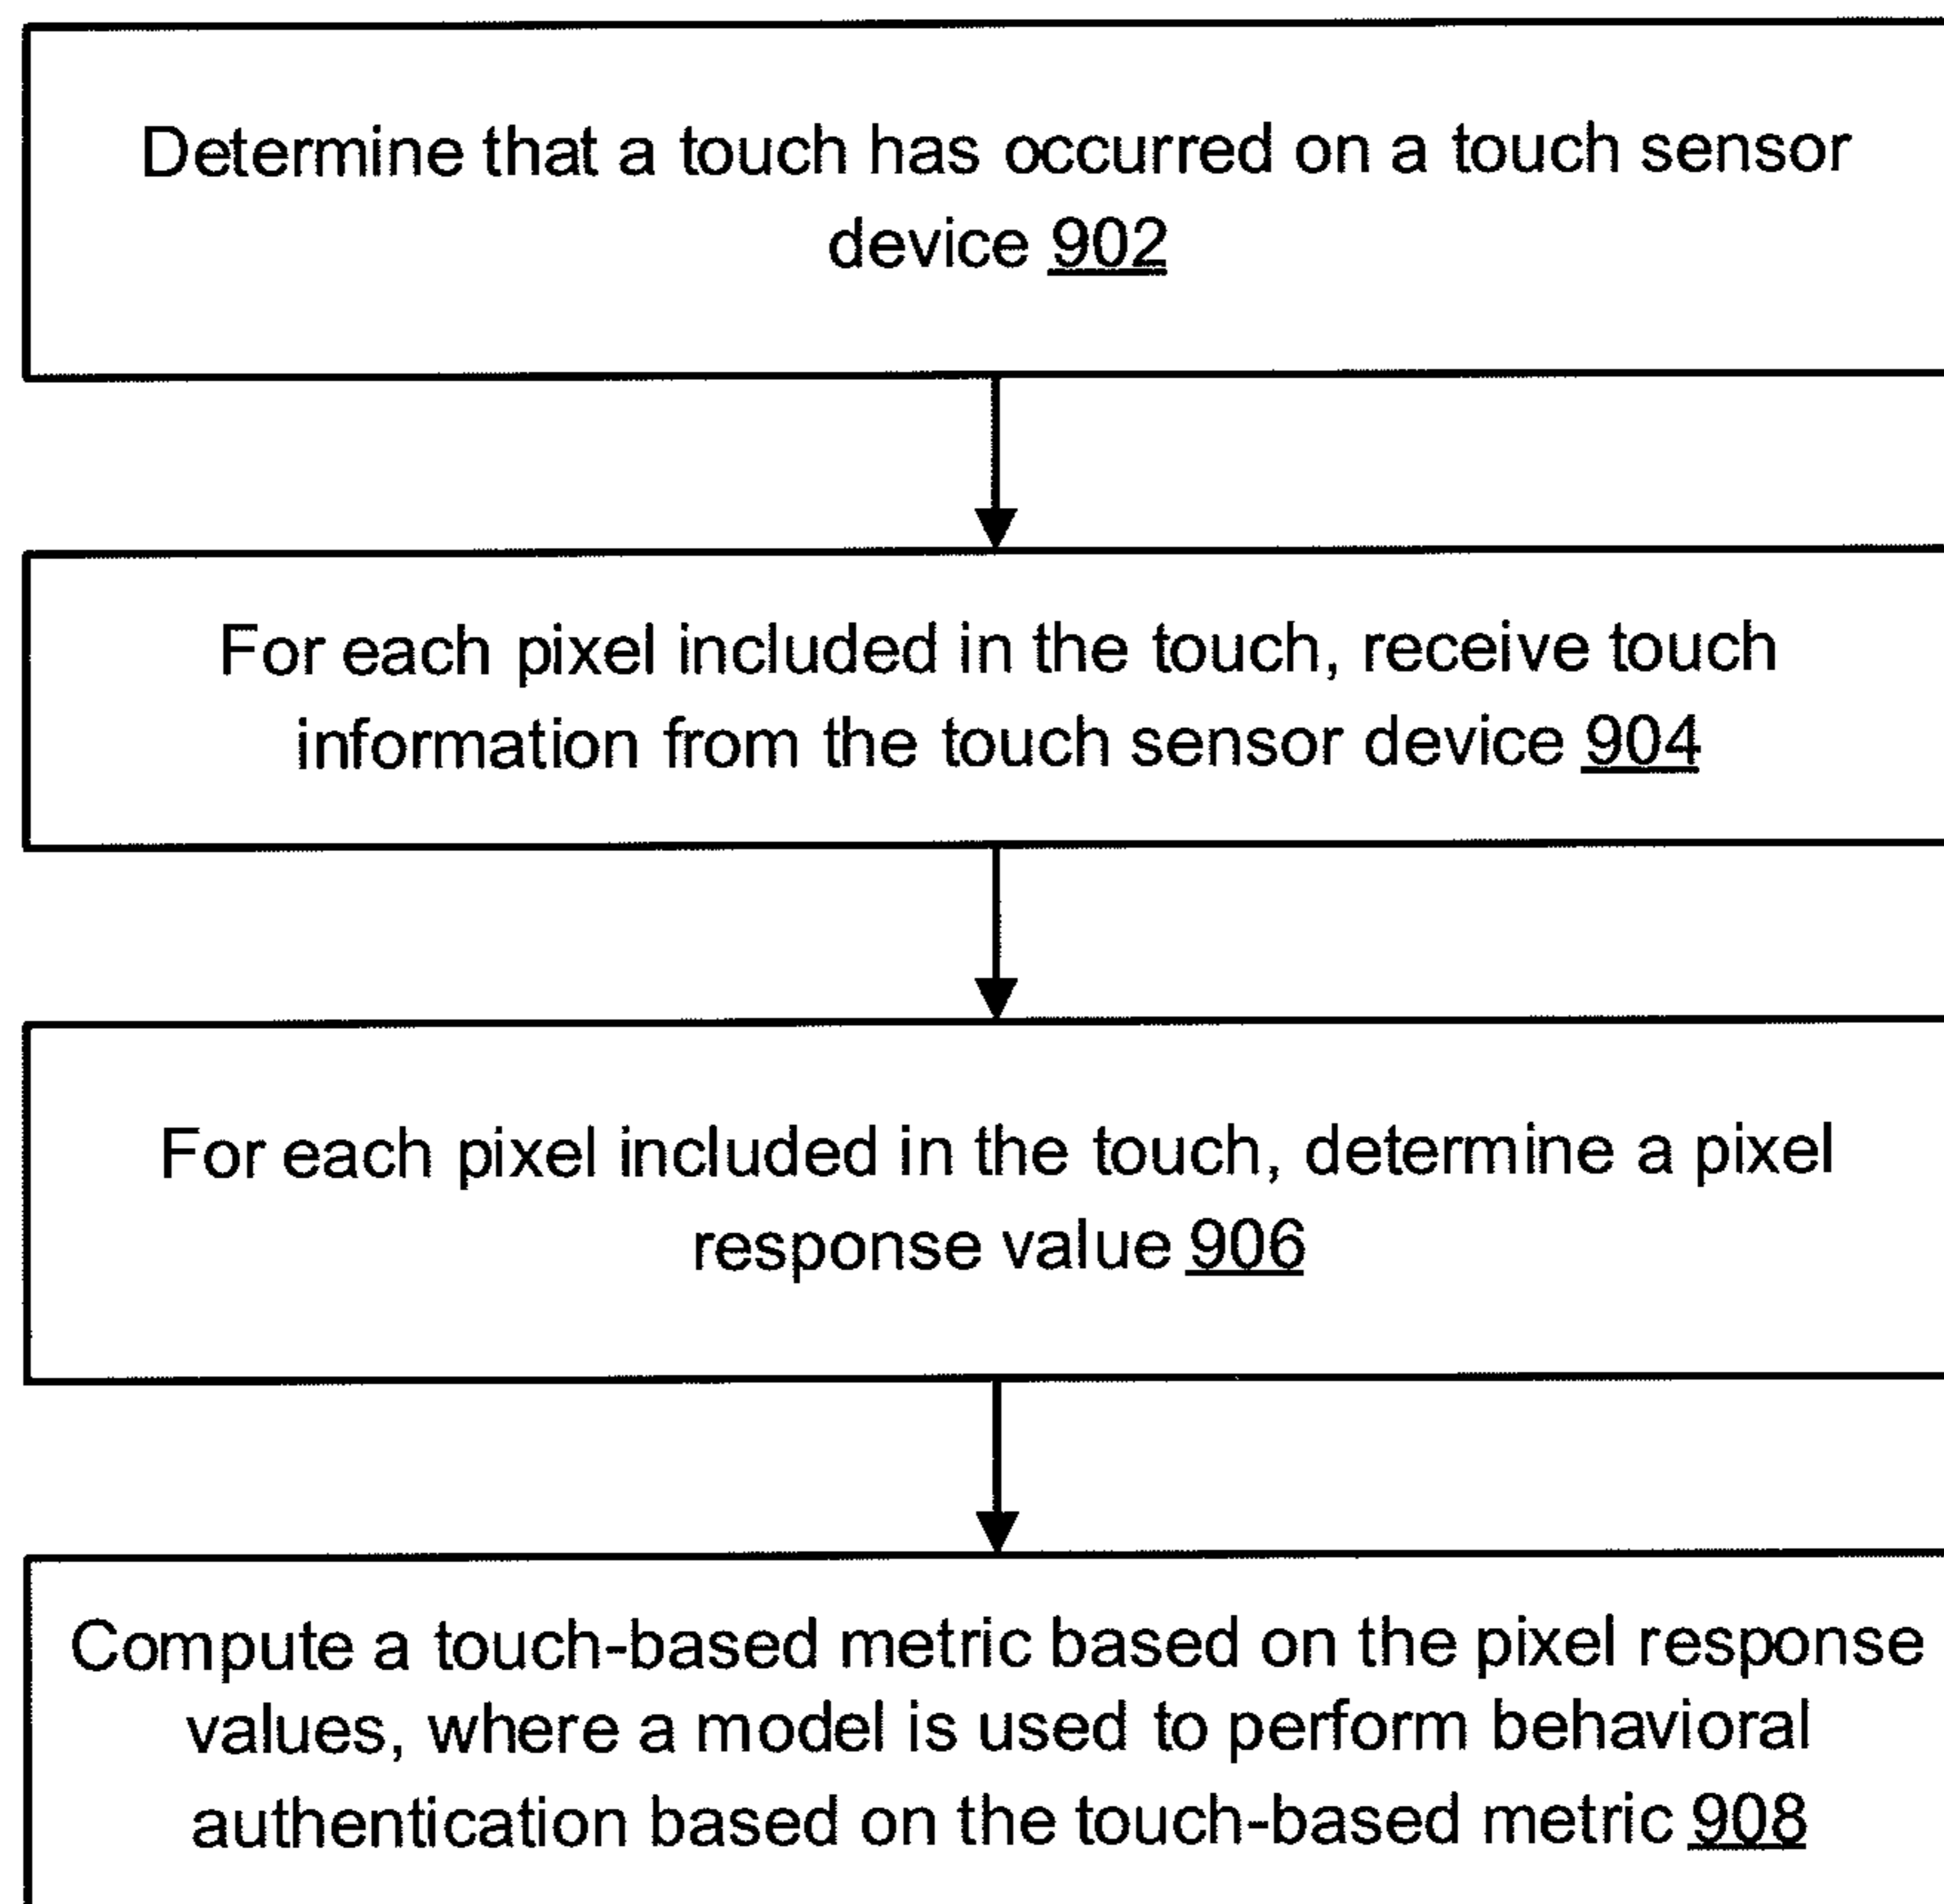 Determine that a touch has occurred on a touch sensor
device 902
For each pixel included in the touch, receive touch
information from the touch sensor device 904
For each pixel included in the touch, determine a pixel
response value 906
Compute a touch-based metric based on the pixel response
values, where a model is used to perform behavioral
authentication based on the touch-based metric 908